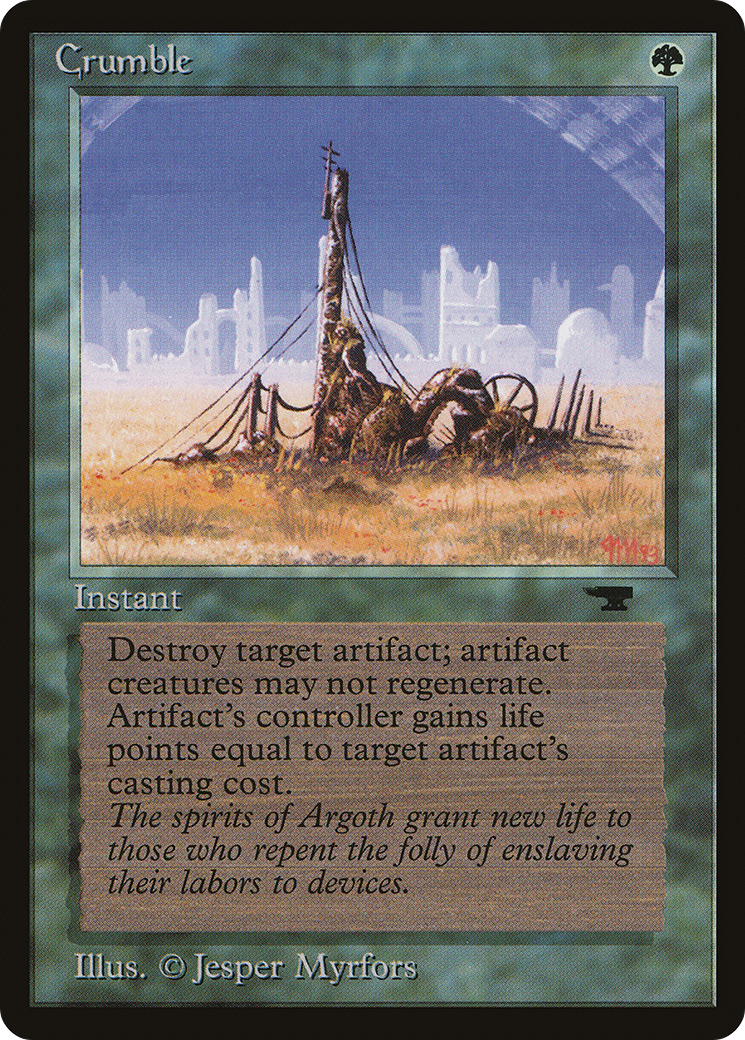 Crumble
Instant
Destroy target artifact; artifact
creatures may not regenerate.
Artifact's controller gains life
points equal to target artifact's
casting cost.
The spirits of Argoth grant new life to
those who repent the folly of enslaving
their labors to devices.
Illus. © Jesper Myrfors